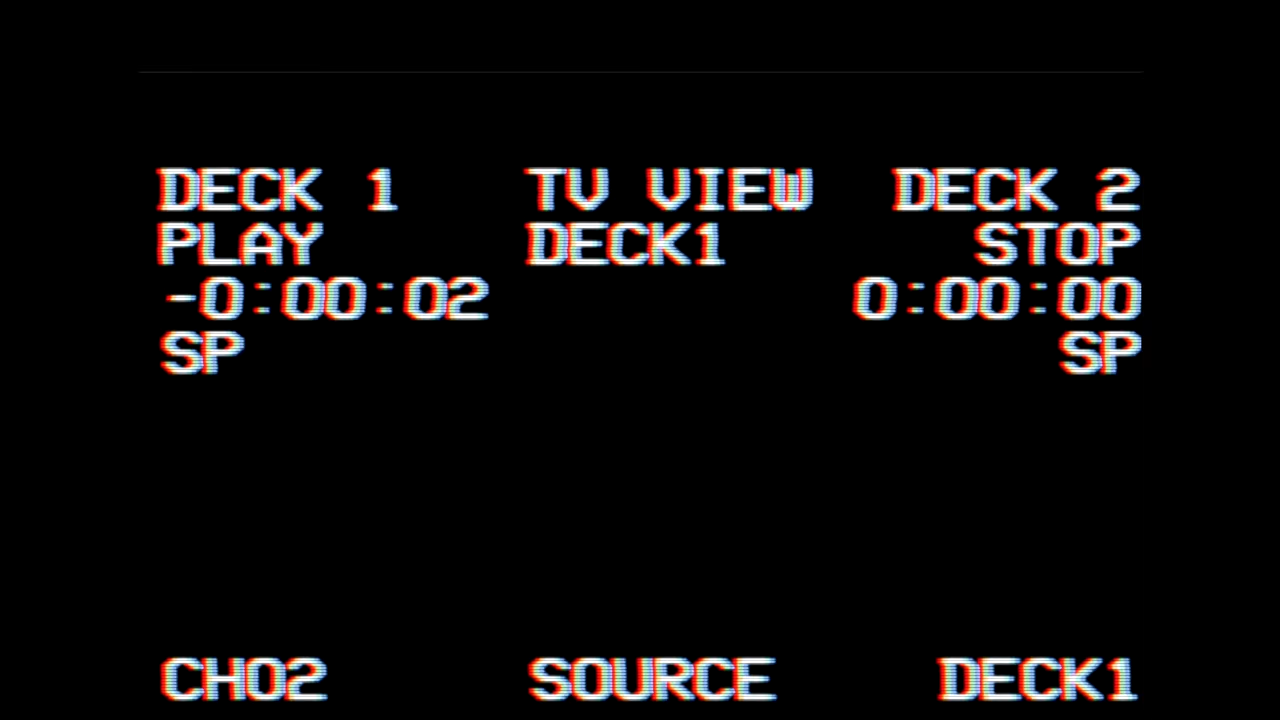 DECK 1 TV VIEW DECK 2
PLAY DECK1 STOP
-0:00:02 0:00:00
SP SP
CH02 SOURCE DECK1